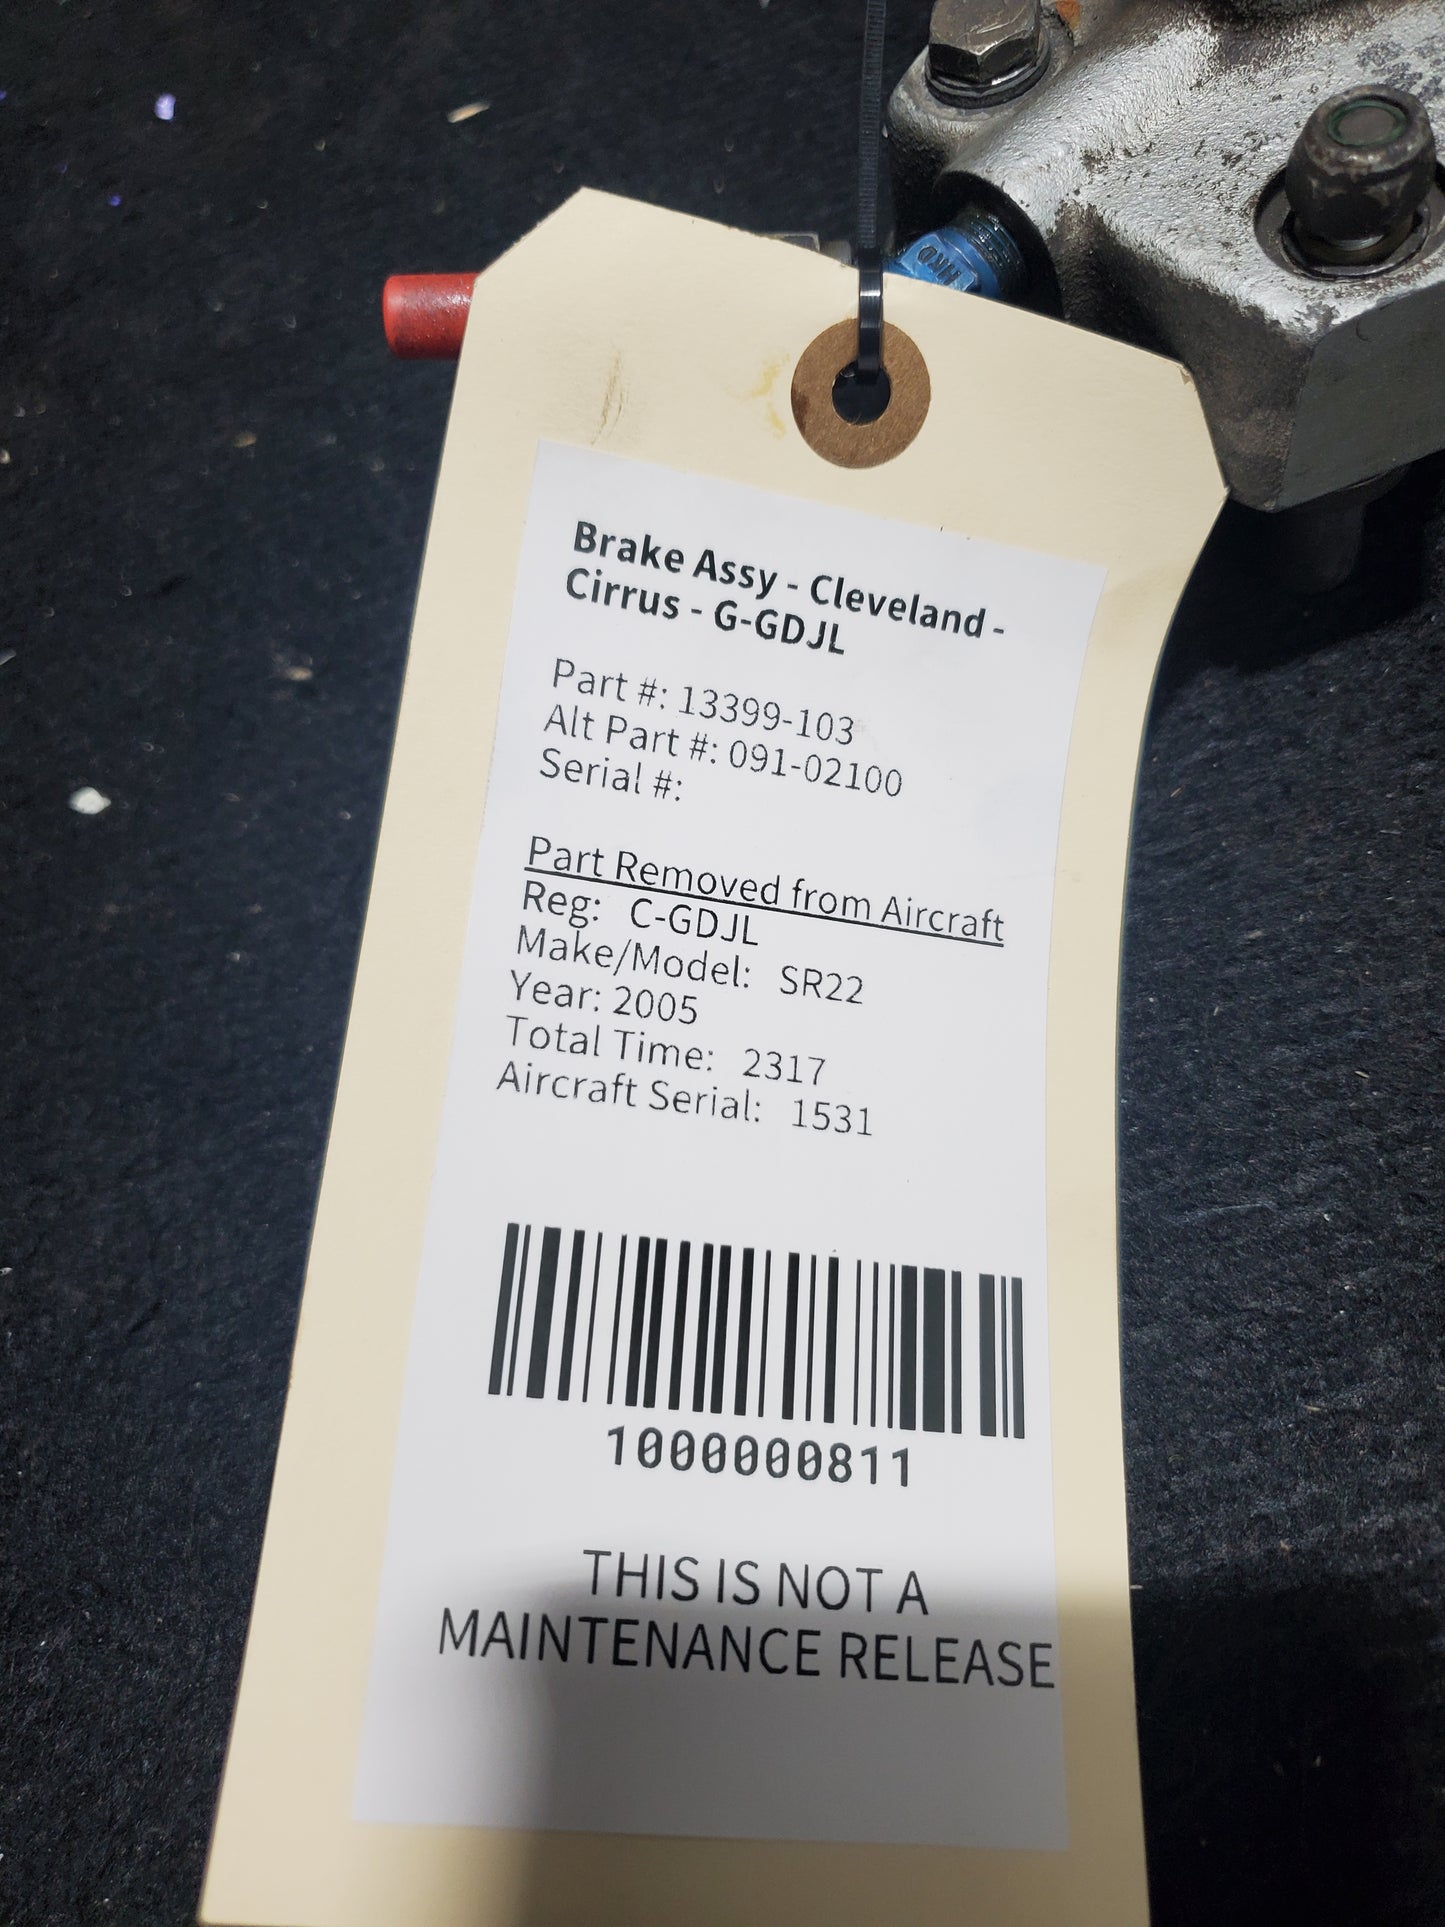 HRD
Brake Assy - Cleveland -
Cirrus - G-GDJL
Part #: 13399-103
Alt Part #: 091-02100
Serial #:
Part Removed from Aircraft
Reg: C-GDJL
Make/Model: SR22
Year: 2005
Total Time: 2317
Aircraft Serial: 1531
1000000811
THIS IS NOT A
MAINTENANCE RELEASE